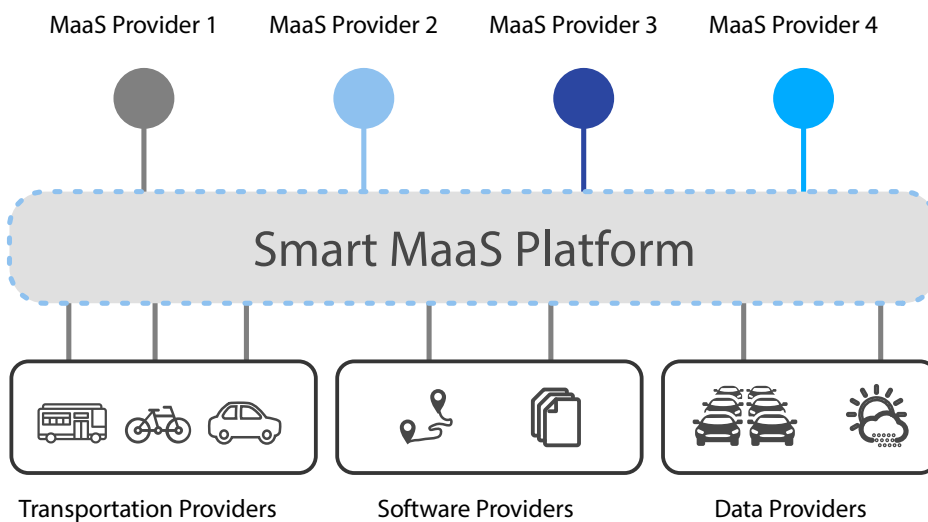 MaaS Provider 1
MaaS Provider 2
MaaS Provider 3
MaaS Provider 4
Smart MaaS Platform
Transportation Providers
Software Providers
Data Providers